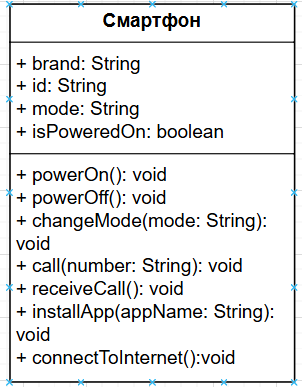 Смартфон
+ brand: String
+ id: String
+ mode: String
+ isPoweredOn: boolean
+ powerOn(): void
+ powerOff(): void
+ changeMode(mode: String):
void
+ call(number: String): void
+ receiveCall(): void
+ installApp(appName: String):
void
+ connectToInternet():void